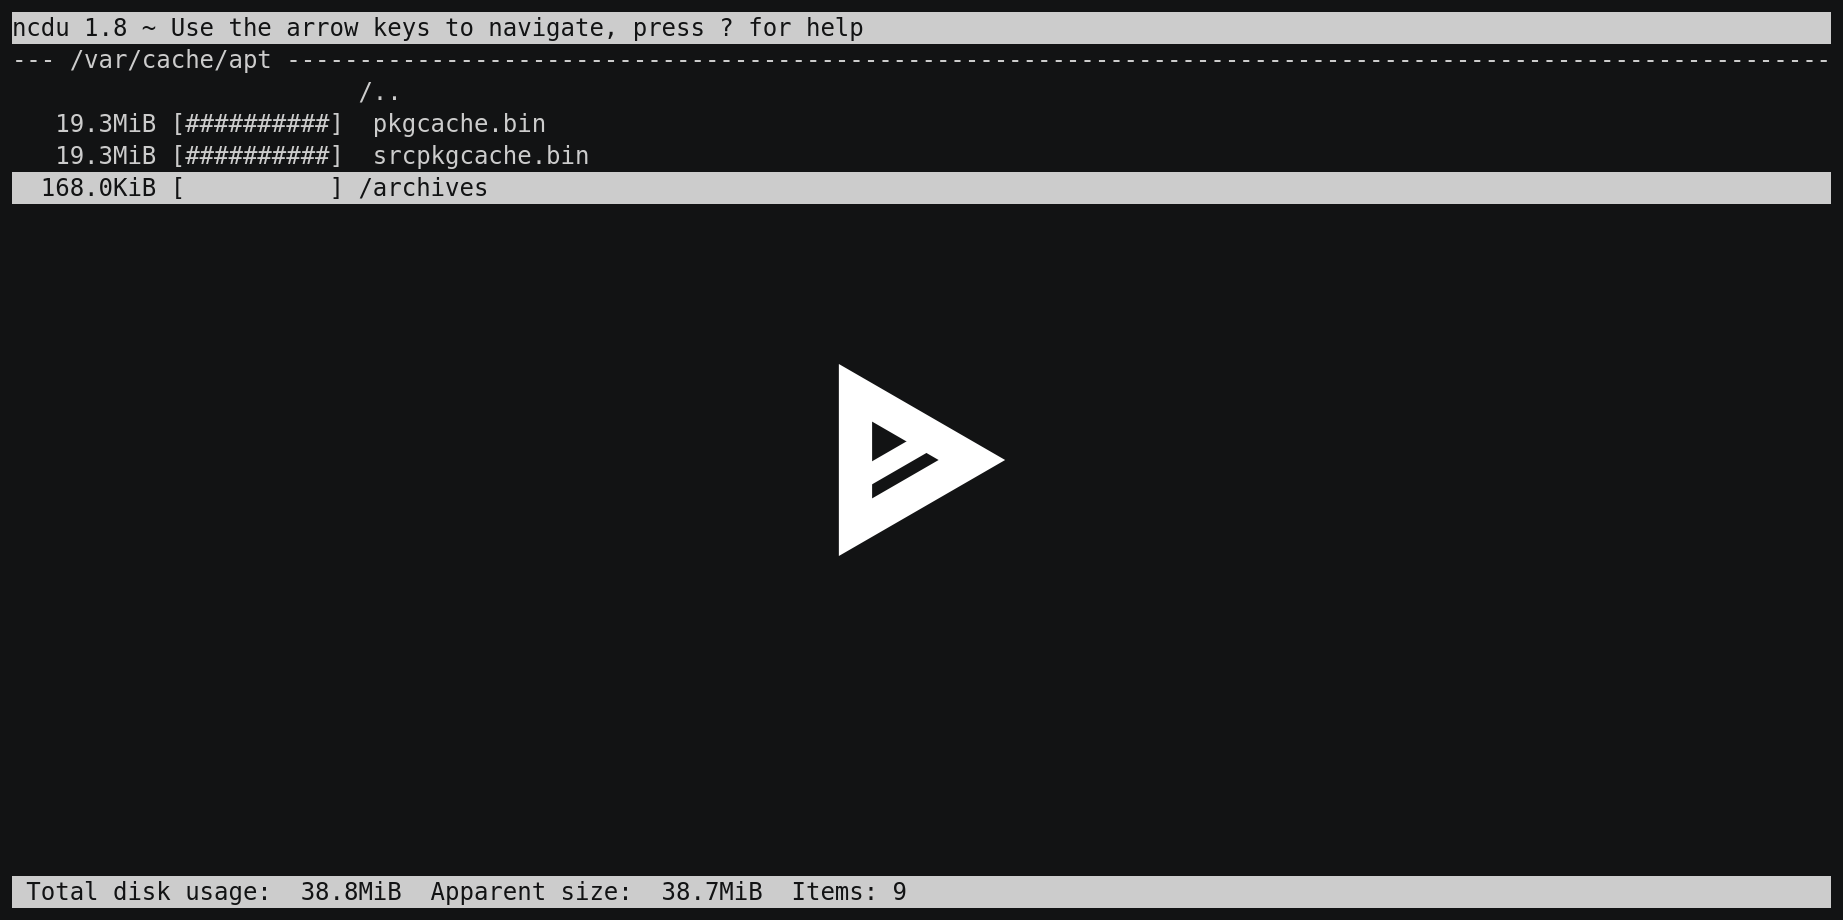 ncdu 1.8 ~ Use the arrow keys to navigate, press ? for help
--- /var/cache/apt -----------------------------------------------------------------------------------------------------------
/..
19.3MiB [##########]  pkgcache.bin
19.3MiB [##########]  srcpkgcache.bin
168.0KiB [          ] /archives
Total disk usage:  38.8MiB  Apparent size:  38.7MiB  Items: 9